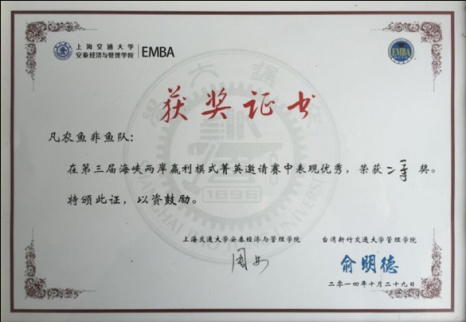 上海交通大学
安泰经济与管理学院 EMBA
EMBA
获奖证书
凡农鱼非鱼队:
在第三届海峡两岸赢利模式菁英邀请赛中表现优秀，荣获二等奖。
特颁此证，以资鼓励。
1896
上海交通大学安泰经济与管理学院 台湾新竹交通大学管理学院
俞明德
二零一四年十月二十九日